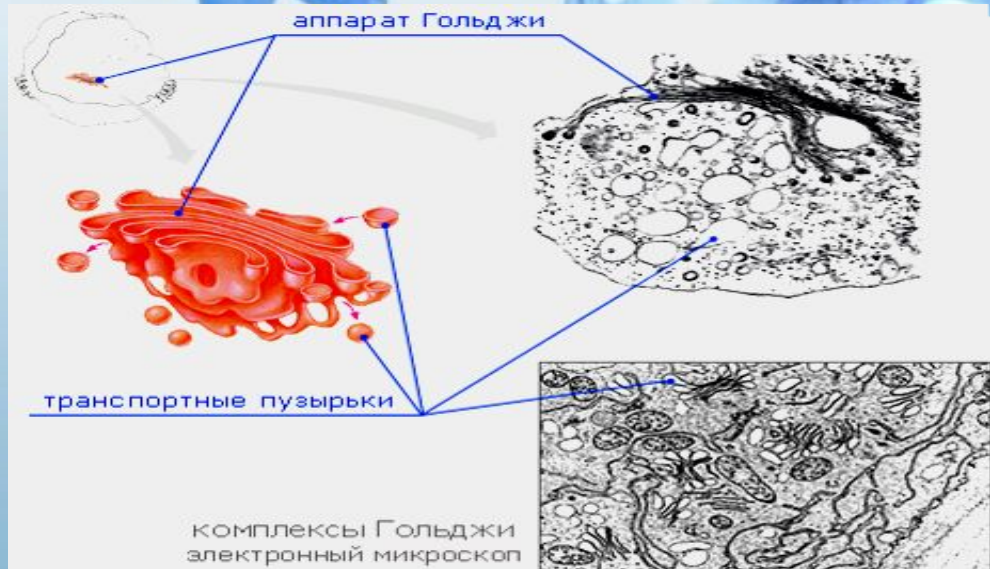 аппарат Гольджи
транспортные пузырьки
комплексы Гольджи
электронный микроскоп